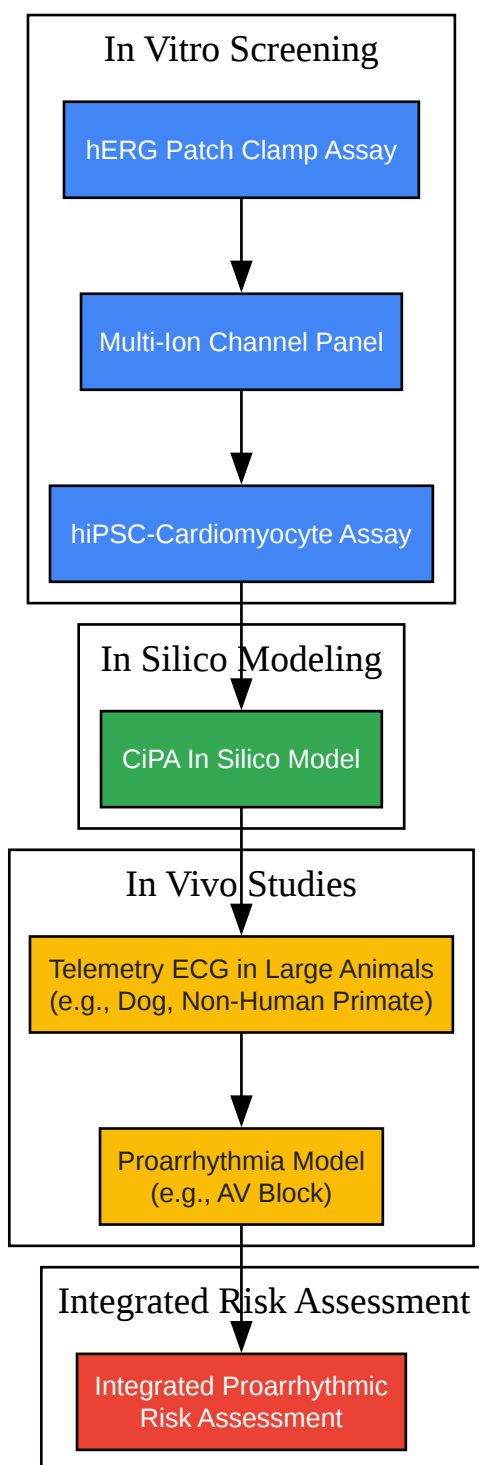 In Vitro Screening
hERG Patch Clamp Assay
Multi-Ion Channel Panel
hiPSC-Cardiomyocyte Assay
In Silico Modeling
CiPA In Silico Model
In Vivo Studies
Telemetry ECG in Large Animals
(e.g., Dog, Non-Human Primate)
Proarrhythmia Model
(e.g., AV Block)
Integrated Risk Assessment
Integrated Proarrhythmic
Risk Assessment